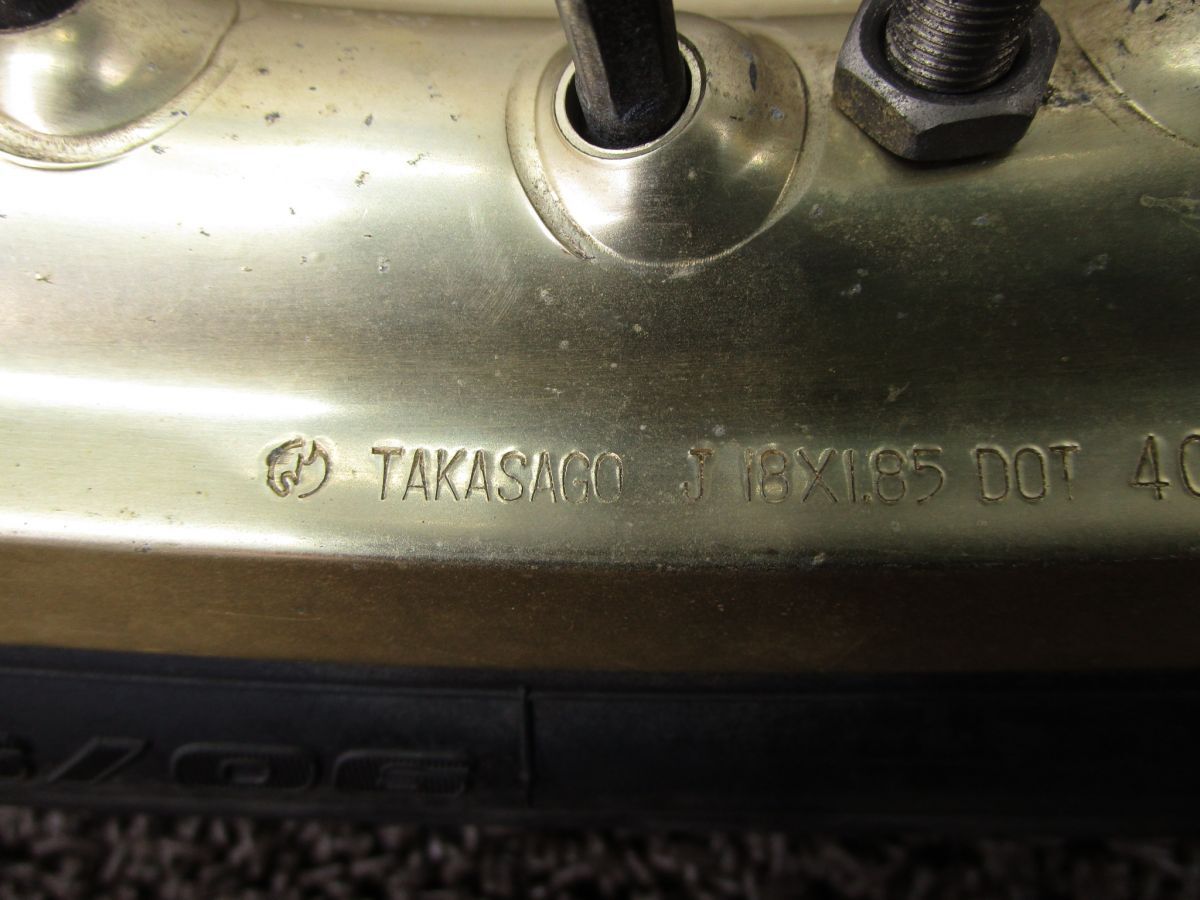 TAKASAGO J 18X1.85 DOT 40